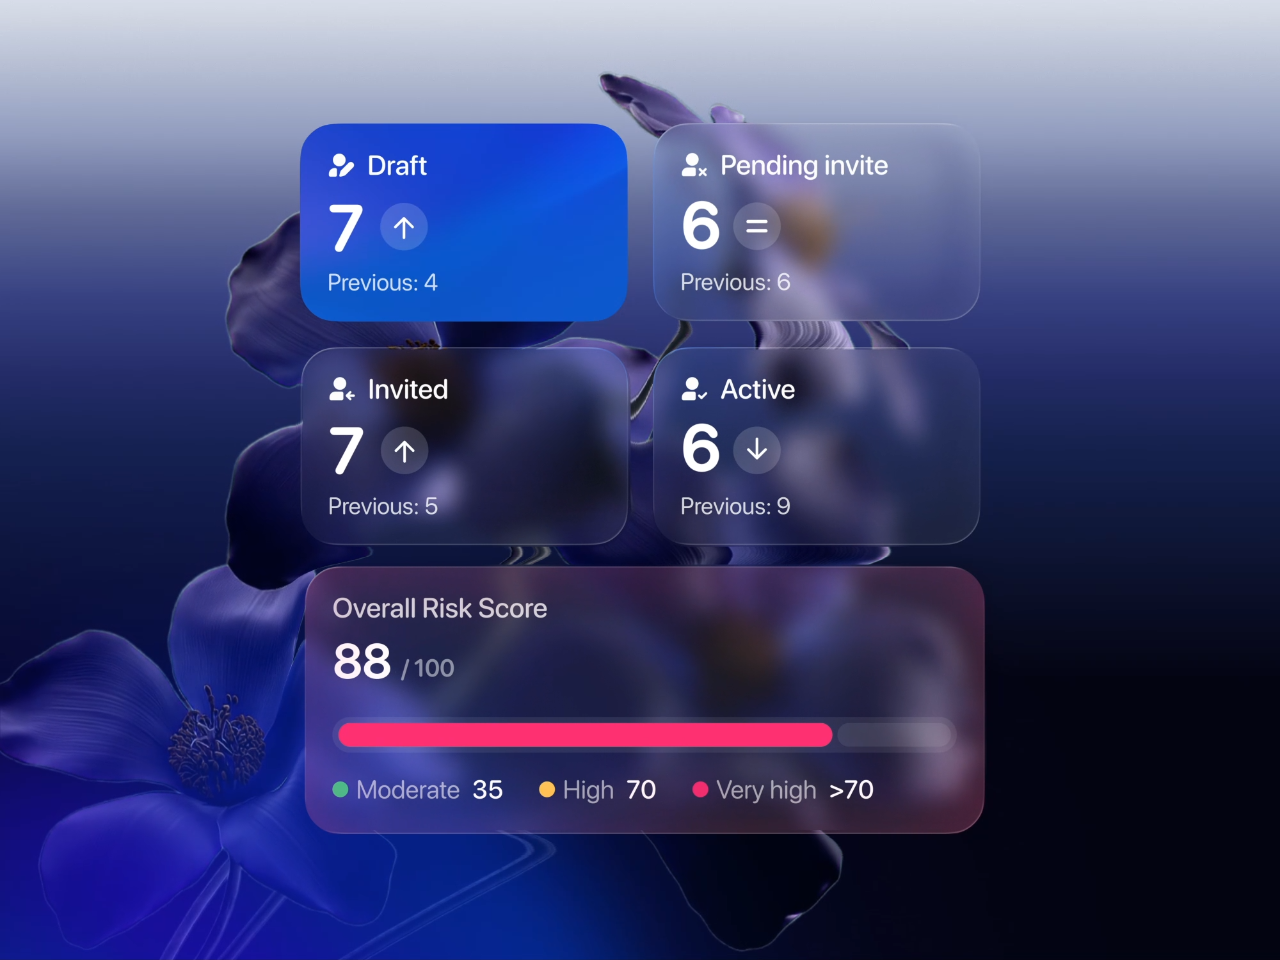 Draft
7
Previous: 4
Pending invite
6 =
Previous: 6
Invited
7
Previous: 5
Active
6
Previous: 9
Overall Risk Score
88 / 100
Moderate 35 High 70 Very high >70